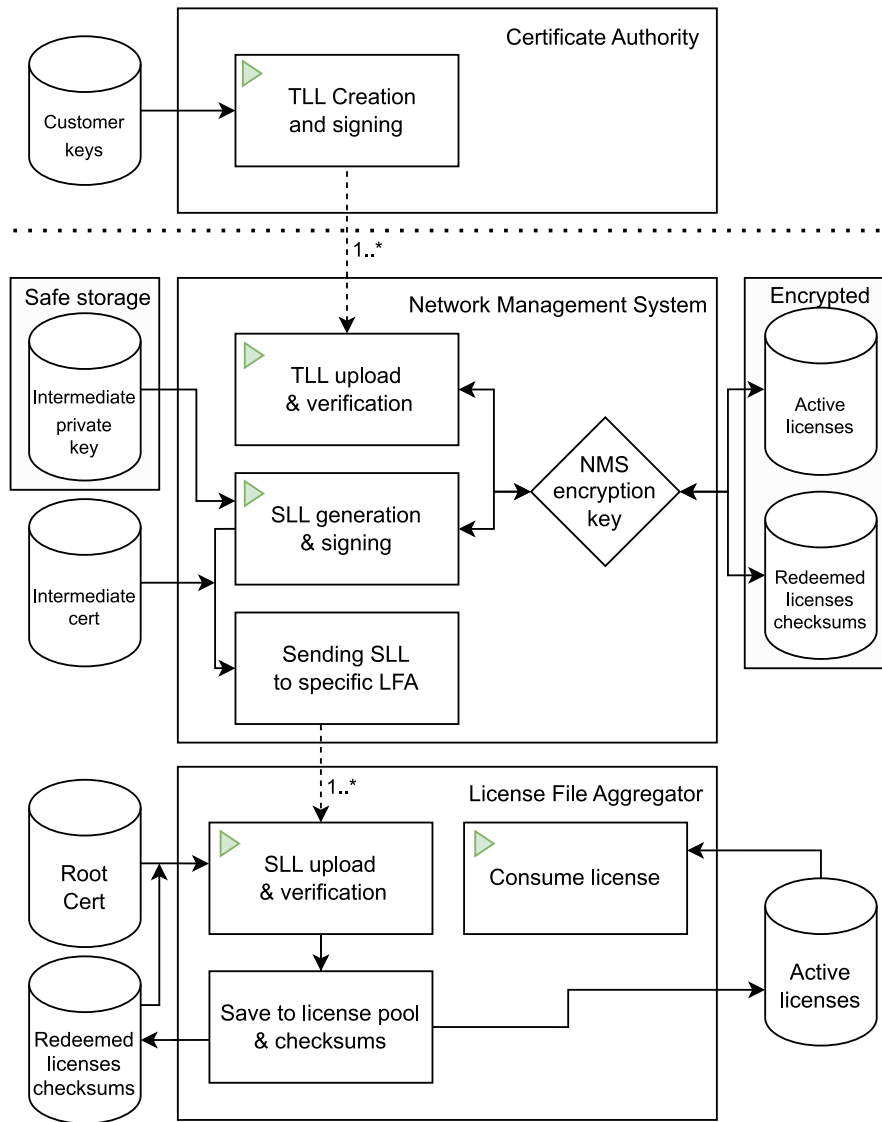 Certificate Authority
TLL Creation
and signing
Customer
keys
1..*
Safe storage
Network Management System
Encrypted
Intermediate
private
key
TLL upload
& verification
Active
licenses
NMS
encryption
key
SLL generation
& signing
Intermediate
cert
Redeemed
licenses
checksums
Sending SLL
to specific LFA
1..*
License File Aggregator
Root
Cert
SLL upload
& verification
Consume license
Active
licenses
Save to license pool
& checksums
Redeemed
licenses
checksums